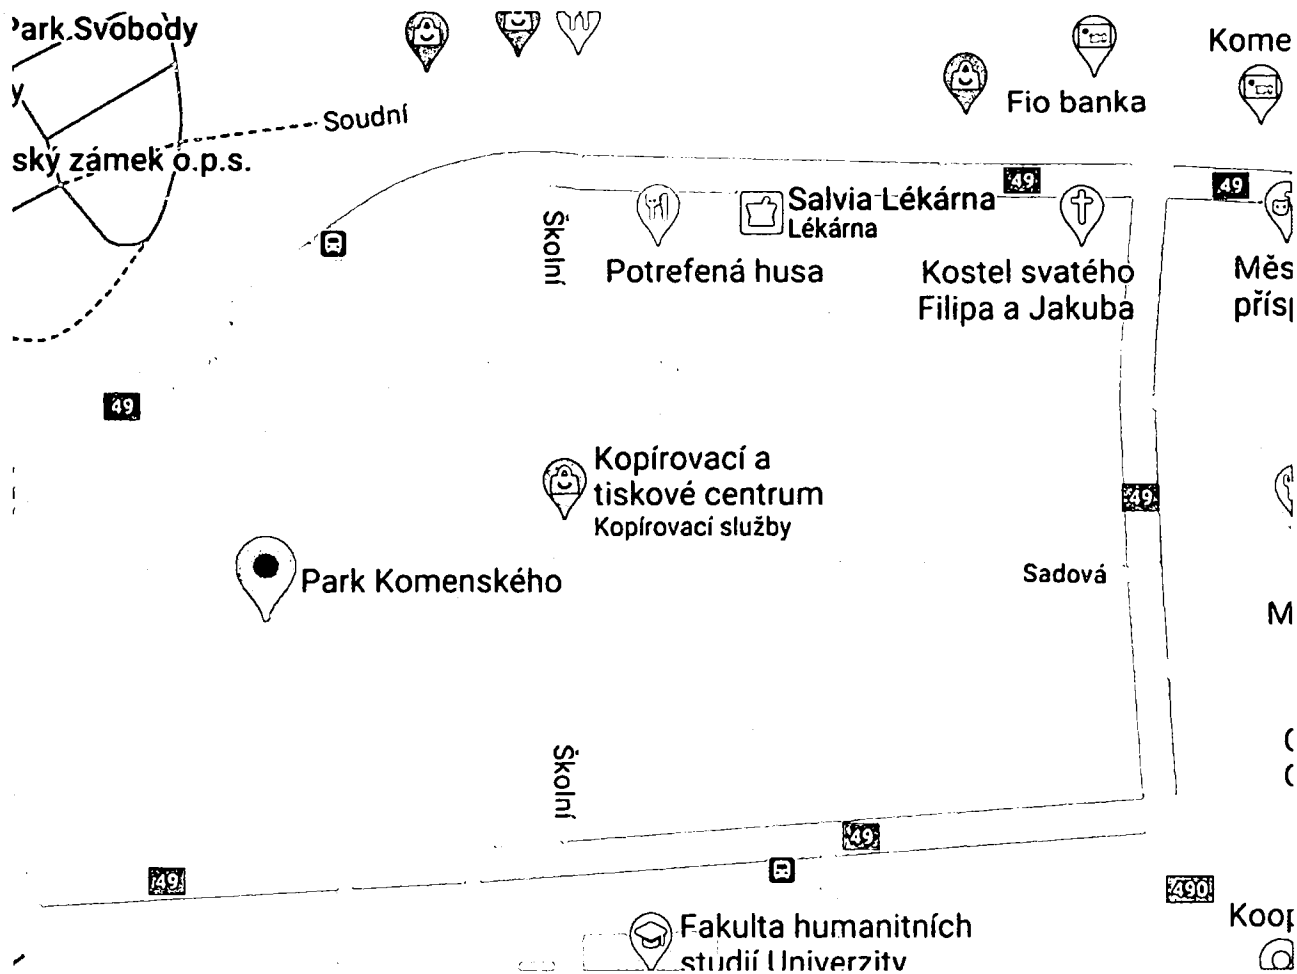 Park Svobody
Kome
Fio banka
Soudní
ský zámek o.p.s.
49
49
Salvia Lékárna
Lékárna
Školní
Potrefená husa
Kostel svatého
Filipa a Jakuba
Měs
přísp
49
Kopírovací a
tiskové centrum
Kopírovací služby
49
Park Komenského
Sadová
M
Školní
49
49
490
Koop
Fakulta humanitních
studií Univerzity